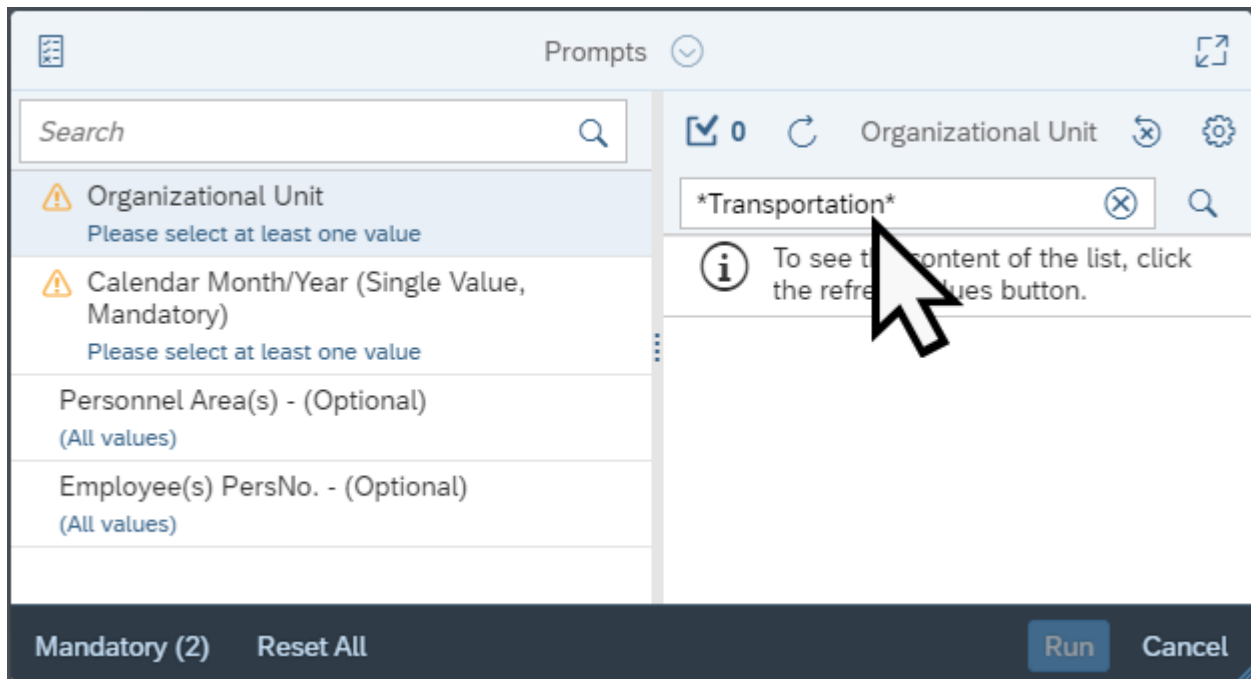 Prompts
Search
Organizational Unit
Please select at least one value
Calendar Month/Year (Single Value,
Mandatory)
Please select at least one value
Personnel Area(s) - (Optional)
(All values)
Employee(s) PersNo. - (Optional)
(All values)
0 Organizational Unit
*Transportation*
To see content of the list, click
the button.
Mandatory (2) Reset All Run Cancel